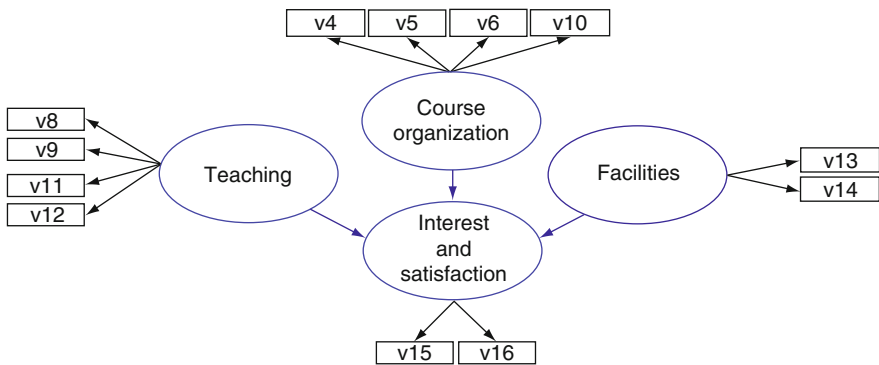 v4
v5
v6
v10
Course
organization
v8
v9
v11
v12
Teaching
Facilities
v13
v14
Interest
and
satisfaction
v15
v16